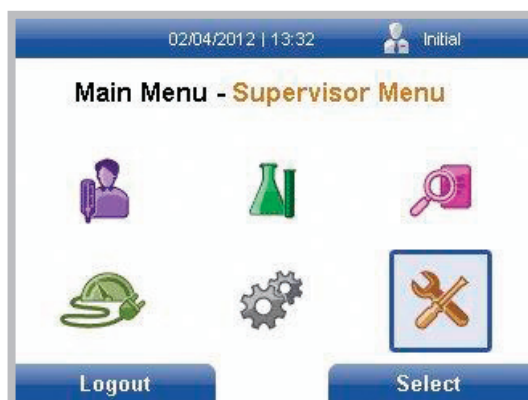 02/04/2012 | 13:32 Initial
Main Menu - Supervisor Menu
Logout Select